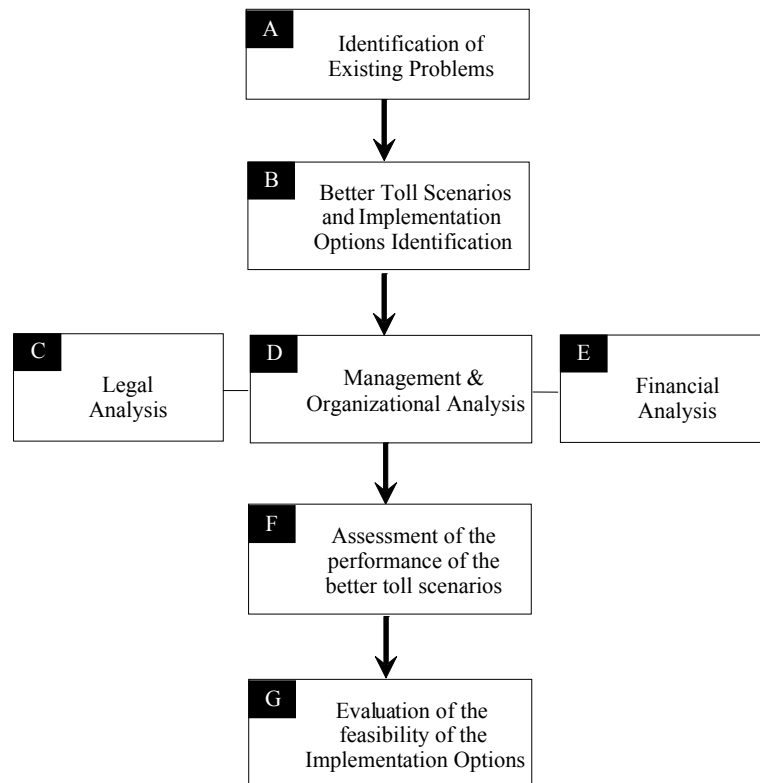 A
Identification of
Existing Problems
B
Better Toll Scenarios
and Implementation
Options Identification
C
Legal
Analysis
D
Management &
Organizational Analysis
E
Financial
Analysis
F
Assessment of the
performance of the
better toll scenarios
G
Evaluation of the
feasibility of the
Implementation Options